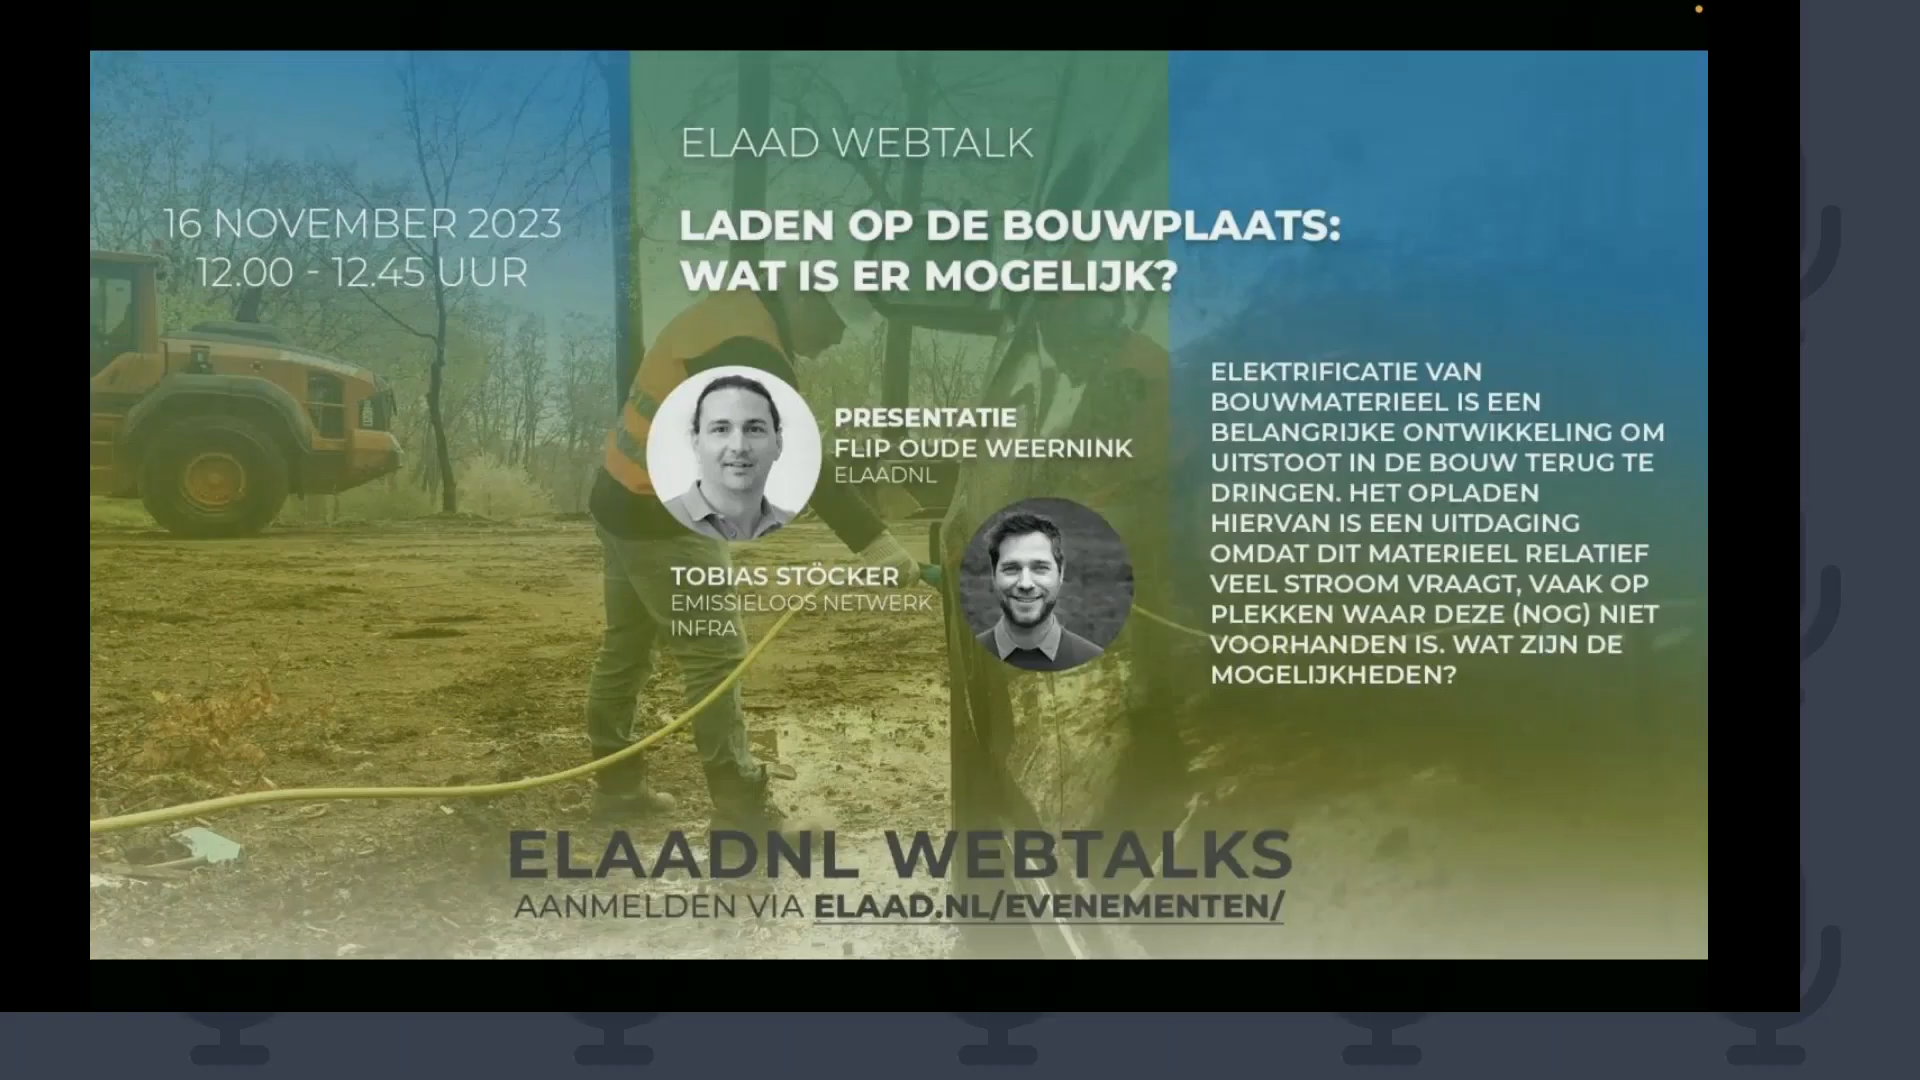 16 NOVEMBER 2023
12.00 - 12.45 UUR
ELAAD WEBTALK
LADEN OP DE BOUWPLAATS:
WAT IS ER MOGELIJK?
PRESENTATIE
FLIP OUDE WEERNINK
ELAADNL
TOBIAS STÖCKER
EMISSIELOOS NETWERK
INFRA
ELEKTRIFICATIE VAN
BOUWMATERIEEL IS EEN
BELANGRIJKE ONTWIKKELING OM
UITSTOOT IN DE BOUW TERUG TE
DRINGEN. HET OPLADEN
HIERVAN IS EEN UITDAGING
OMDAT DIT MATERIEEL RELATIEF
VEEL STROOM VRAAGT, VAAK OP
PLEKKEN WAAR DEZE (NOG) NIET
VOORHANDEN IS. WAT ZIJN DE
MOGELIJKHEDEN?
ELAADNL WEBTALKS
AANMELDEN VIA ELAAD.NL/EVENEMENTEN/